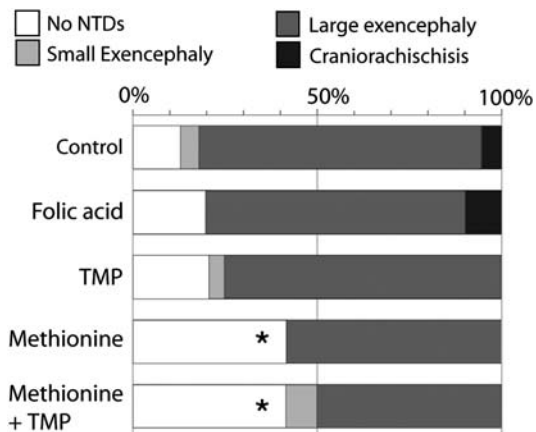 No NTDs
Large exencephaly
Small Exencephaly
Craniorachischisis
0% 50% 100%
Control
Folic acid
TMP
Methionine
*
Methionine
+ TMP
*